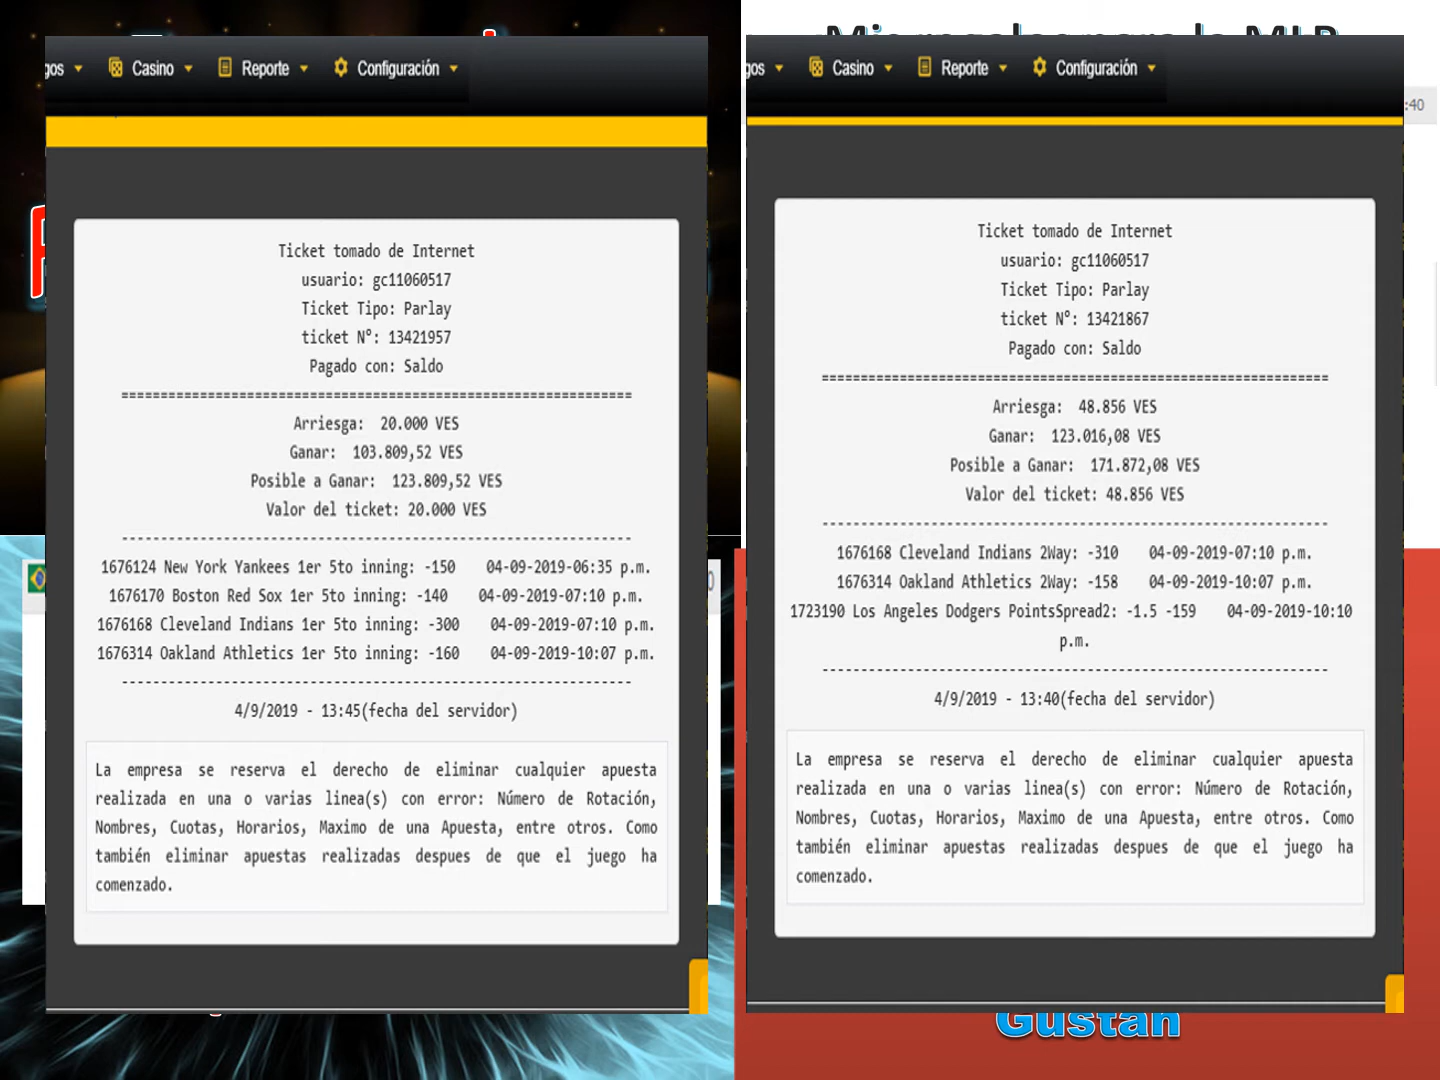 gos Casino Reporte Configuración
Ticket tomado de Internet
usuario: gc11060517
Ticket Tipo: Parlay
ticket Nº: 13421957
Pagado con: Saldo
=================================================================
Arriesga: 20.000 VES
Ganar: 103.809,52 VES
Posible a Ganar: 123.809,52 VES
Valor del ticket: 20.000 VES
-----------------------------------------------------------------
1676124 New York Yankees 1er 5to inning: -150 04-09-2019-06:35 p.m.
1676170 Boston Red Sox 1er 5to inning: -140 04-09-2019-07:10 p.m.
1676168 Cleveland Indians 1er 5to inning: -300 04-09-2019-07:10 p.m.
1676314 Oakland Athletics 1er 5to inning: -160 04-09-2019-10:07 p.m.
-----------------------------------------------------------------
4/9/2019 - 13:45(fecha del servidor)
La empresa se reserva el derecho de eliminar cualquier apuesta
realizada en una o varias linea(s) con error: Número de Rotación,
Nombres, Cuotas, Horarios, Maximo de una Apuesta, entre otros. Como
también eliminar apuestas realizadas despues de que el juego ha
comenzado.
gos Casino Reporte Configuración
:40
Ticket tomado de Internet
usuario: gc11060517
Ticket Tipo: Parlay
ticket Nº: 13421867
Pagado con: Saldo
=================================================================
Arriesga: 48.856 VES
Ganar: 123.016,08 VES
Posible a Ganar: 171.872,08 VES
Valor del ticket: 48.856 VES
-----------------------------------------------------------------
1676168 Cleveland Indians 2Way: -310 04-09-2019-07:10 p.m.
1676314 Oakland Athletics 2Way: -158 04-09-2019-10:07 p.m.
1723190 Los Angeles Dodgers PointsSpread2: -1.5 -159 04-09-2019-10:10
p.m.
-----------------------------------------------------------------
4/9/2019 - 13:40(fecha del servidor)
La empresa se reserva el derecho de eliminar cualquier apuesta
realizada en una o varias linea(s) con error: Número de Rotación,
Nombres, Cuotas, Horarios, Maximo de una Apuesta, entre otros. Como
también eliminar apuestas realizadas despues de que el juego ha
comenzado.
Gustan